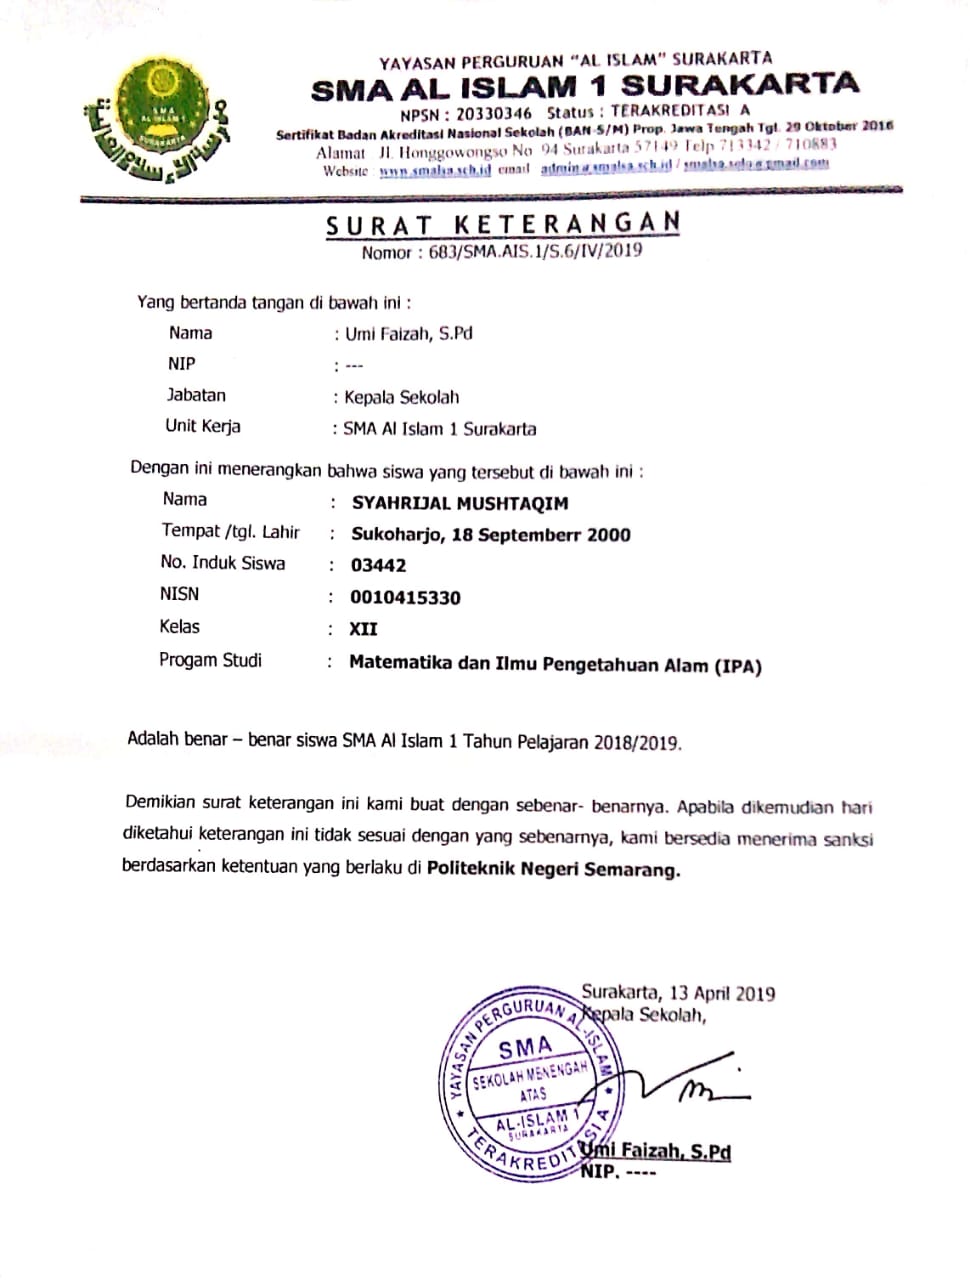 YAYASAN PERGURUAN "AL ISLAM" SURAKARTA
SMA AL ISLAM 1 SURAKARTA
NPSN : 20330346 Status : TERAKREDITASI A
Sertifikat Badan Akreditasi Nasional Sekolah (BAN-S/M) Prop. Jawa Tengah Tgl. 29 Oktober 2016
Alamat Jl. Honggowongso No 94 Surakarta 57149 Telp 713342 / 710883
Website : www.smalsa.sch.id email admin@smalsa.sch.id / smalsa.solo@gmail.com
SMA
AL ISLAM 1
SURAKARTA
SURAT KETERANGAN
Nomor : 683/SMA.AIS.1/S.6/IV/2019
Yang bertanda tangan di bawah ini :
Nama : Umi Faizah, S.Pd
NIP : ---
Jabatan : Kepala Sekolah
Unit Kerja : SMA Al Islam 1 Surakarta
Dengan ini menerangkan bahwa siswa yang tersebut di bawah ini :
Nama : SYAHRIJAL MUSHTAQIM
Tempat /tgl. Lahir : Sukoharjo, 18 Septemberr 2000
No. Induk Siswa : 03442
NISN : 0010415330
Kelas : XII
Progam Studi : Matematika dan Ilmu Pengetahuan Alam (IPA)
Adalah benar – benar siswa SMA Al Islam 1 Tahun Pelajaran 2018/2019.
Demikian surat keterangan ini kami buat dengan sebenar- benarnya. Apabila dikemudian hari
diketahui keterangan ini tidak sesuai dengan yang sebenarnya, kami bersedia menerima sanksi
berdasarkan ketentuan yang berlaku di Politeknik Negeri Semarang.
Surakarta, 13 April 2019
Kepala Sekolah,
YAYASAN PERGURUAN AL-ISLAM
SMA
SEKOLAH MENENGAH
ATAS
AL-ISLAM 1
SURAKARTA
TERAKREDITASI A
Umi Faizah, S.Pd
NIP. ----